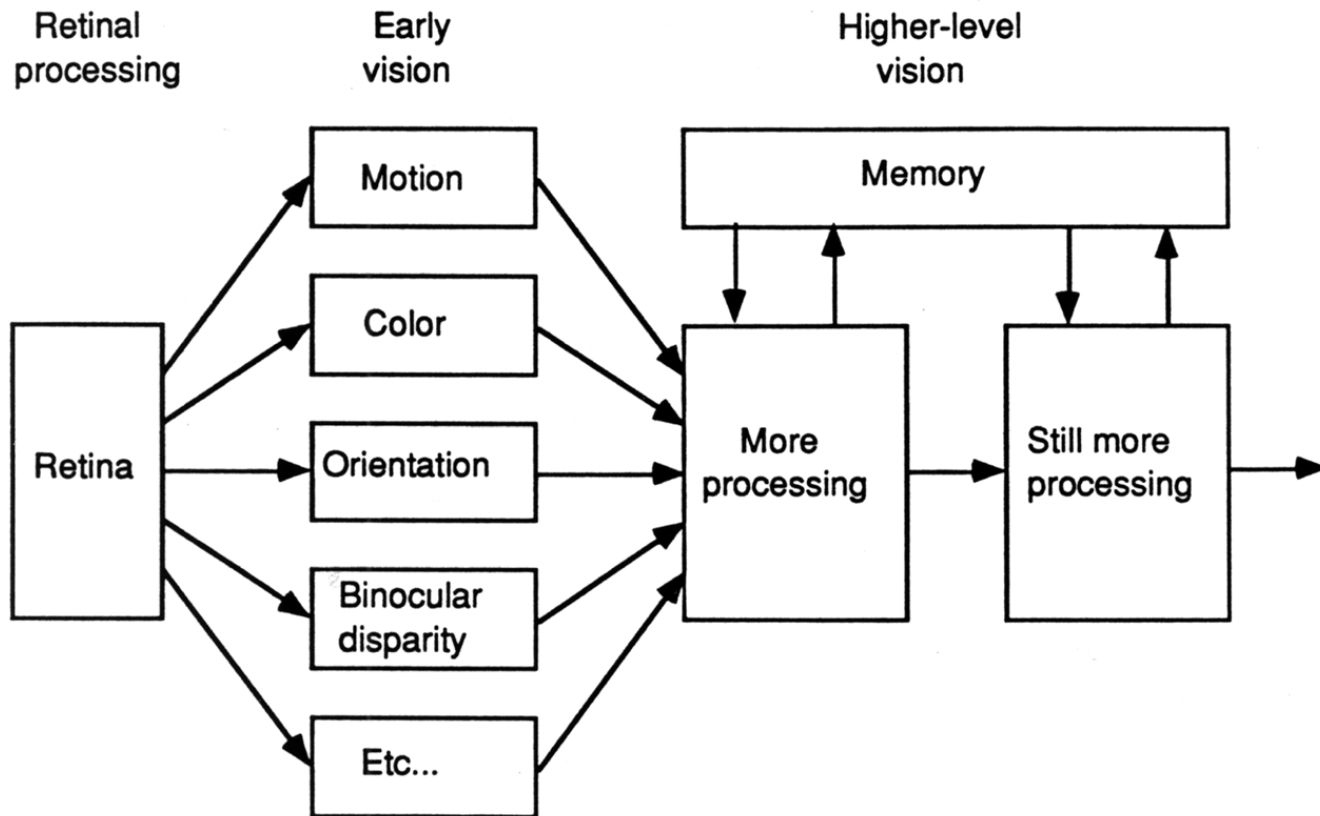 Retinal
processing
Early
vision
Higher-level
vision
Motion
Memory
Color
Retina
Orientation
More
processing
Still more
processing
Binocular
disparity
Etc...